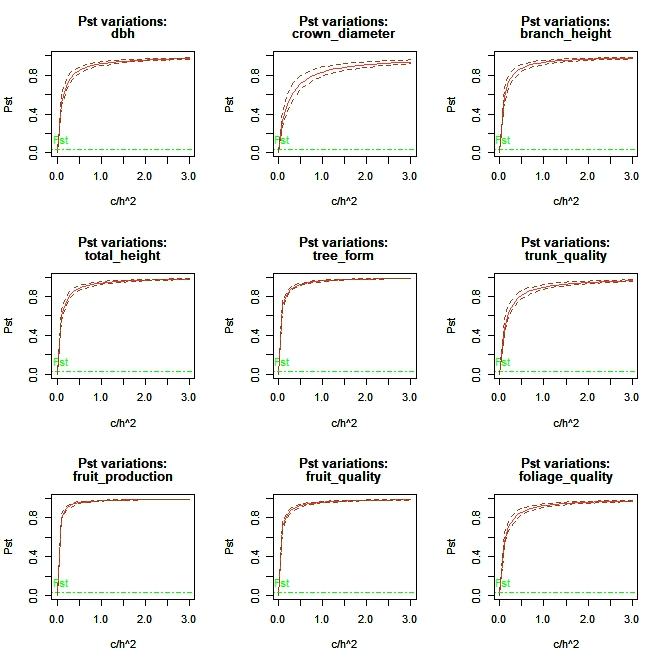 Pst variations:
dbh
Pst
0.8
0.4
0.0
Fst
0.0 1.0 2.0 3.0
c/h^2
Pst variations:
crown_diameter
Pst
0.8
0.4
0.0
Fst
0.0 1.0 2.0 3.0
c/h^2
Pst variations:
branch_height
Pst
0.8
0.4
0.0
Fst
0.0 1.0 2.0 3.0
c/h^2
Pst variations:
total_height
Pst
0.8
0.4
0.0
Fst
0.0 1.0 2.0 3.0
c/h^2
Pst variations:
tree_form
Pst
0.8
0.4
0.0
Fst
0.0 1.0 2.0 3.0
c/h^2
Pst variations:
trunk_quality
Pst
0.8
0.4
0.0
Fst
0.0 1.0 2.0 3.0
c/h^2
Pst variations:
fruit_production
Pst
0.8
0.4
0.0
Fst
0.0 1.0 2.0 3.0
c/h^2
Pst variations:
fruit_quality
Pst
0.8
0.4
0.0
Fst
0.0 1.0 2.0 3.0
c/h^2
Pst variations:
foliage_quality
Pst
0.8
0.4
0.0
Fst
0.0 1.0 2.0 3.0
c/h^2